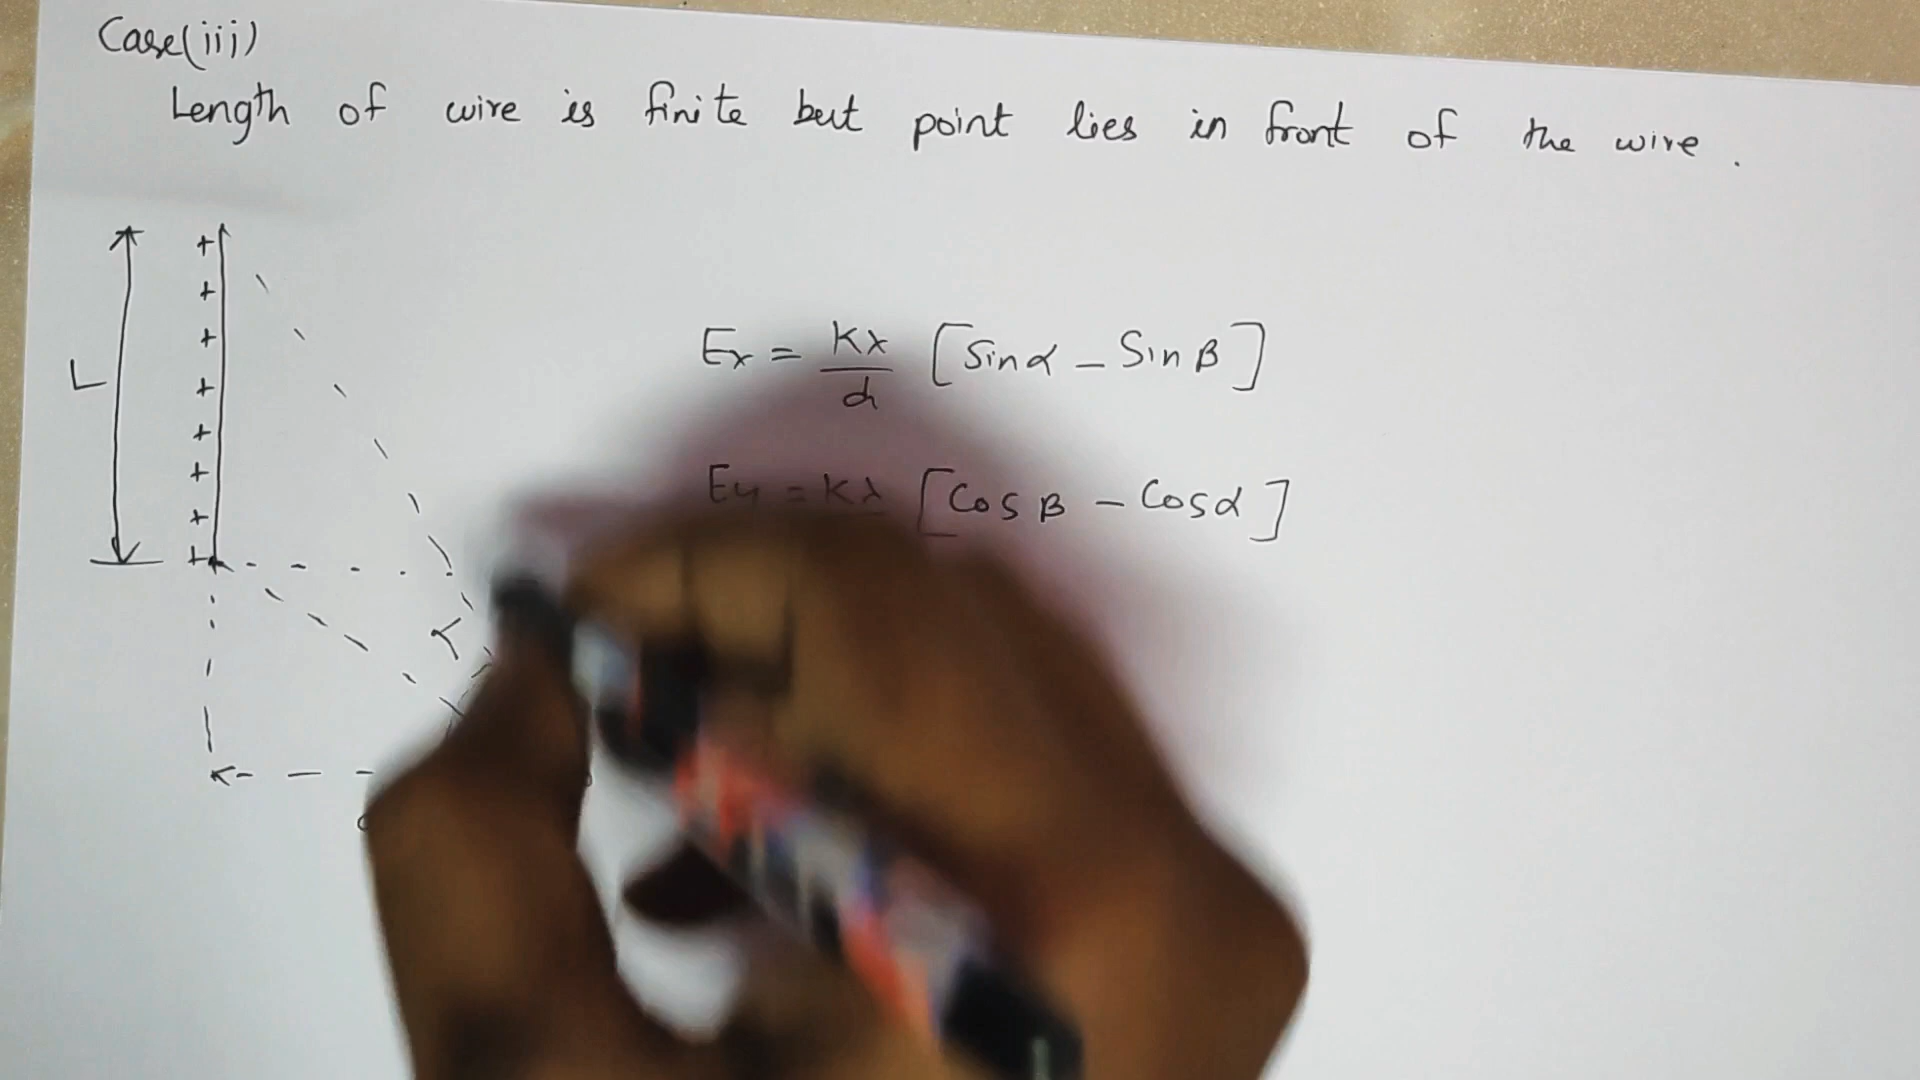 Case(iii)
Length of wire is finite but point lies in front of the wire.
L
Ex = Kλ/d [Sinα - Sinβ]
Ey = Kλ [Cosβ - Cosα]